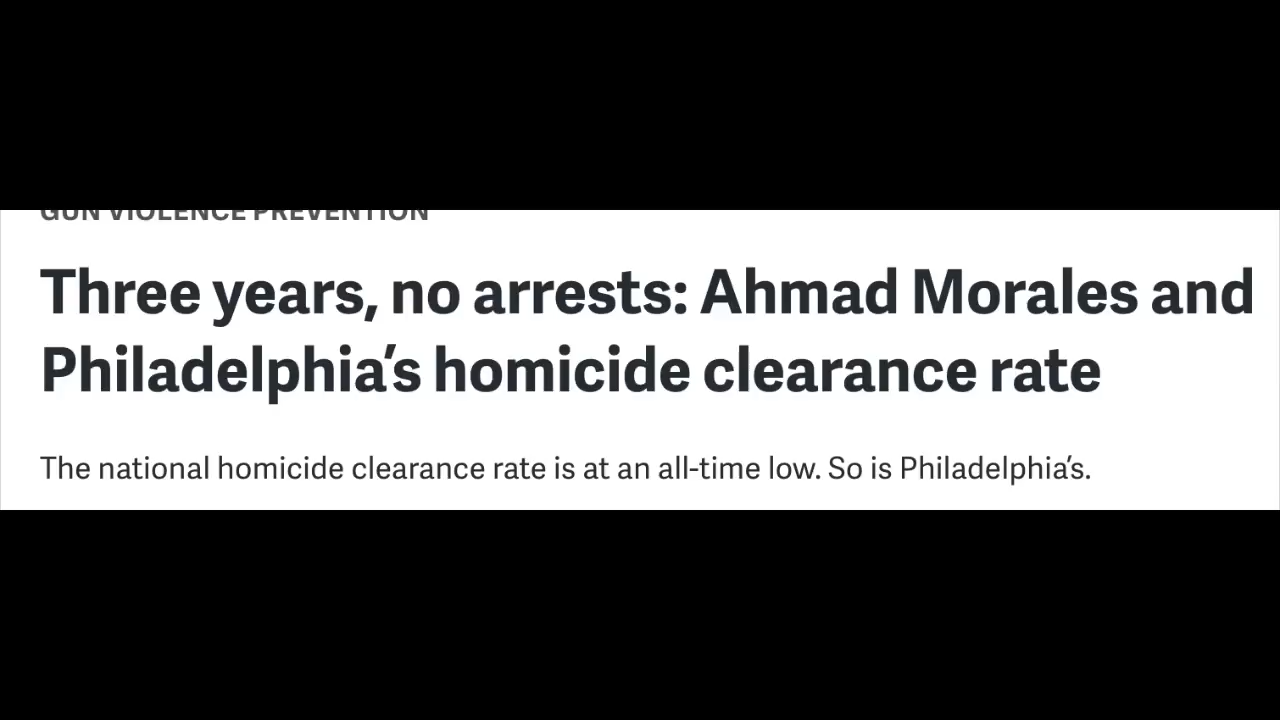 GUN VIOLENCE PREVENTION
Three years, no arrests: Ahmad Morales and
Philadelphia’s homicide clearance rate
The national homicide clearance rate is at an all-time low. So is Philadelphia’s.